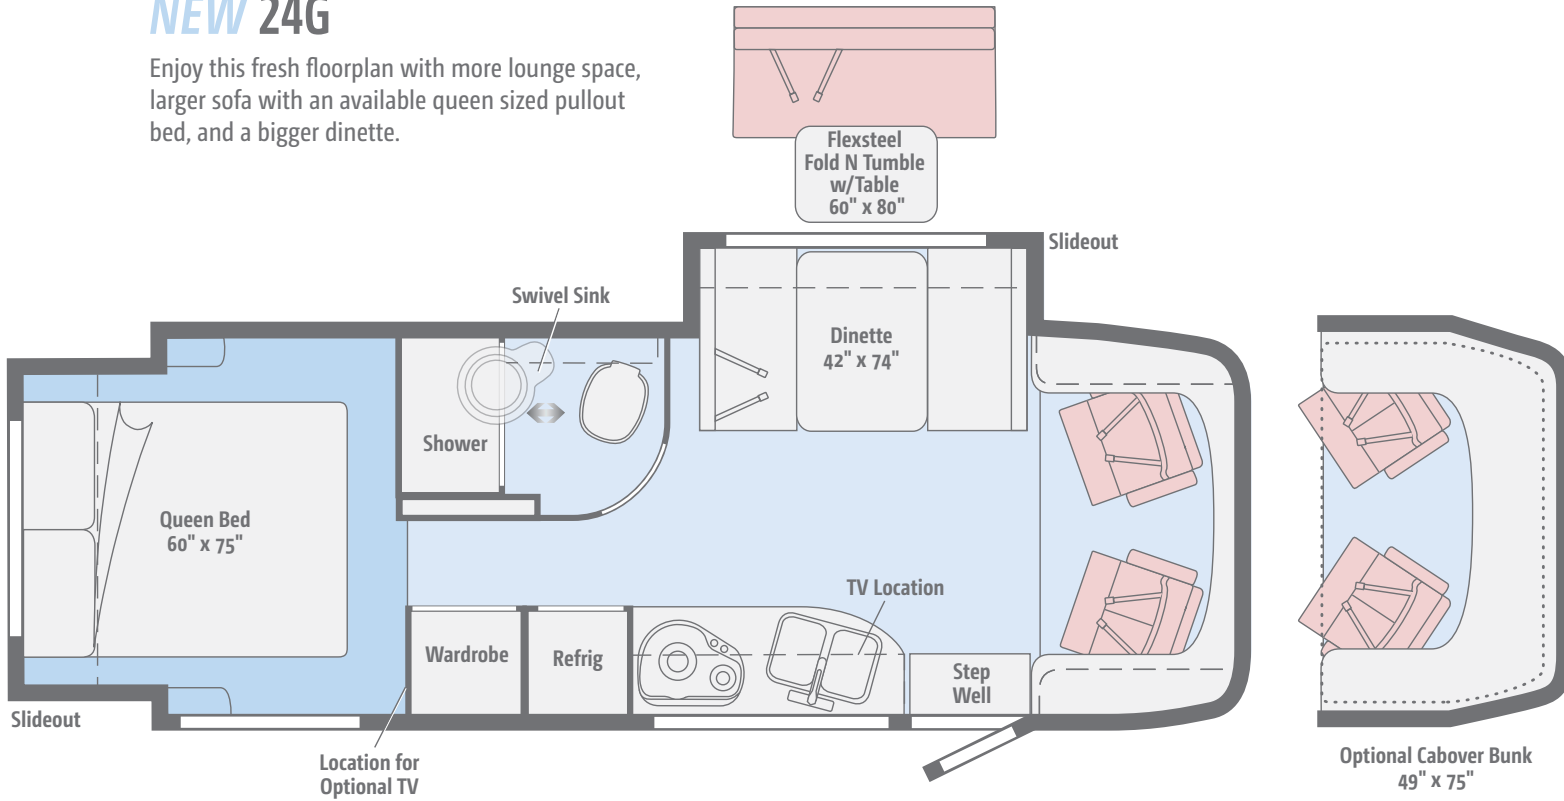 NEW 24G
Enjoy this fresh floorplan with more lounge space,
larger sofa with an available queen sized pullout
bed, and a bigger dinette.
Flexsteel
Fold N Tumble
w/Table
60" x 80"
Slideout
Swivel Sink
Dinette
42" x 74"
Shower
Queen Bed
60" x 75"
TV Location
Wardrobe
Refrig
Step
Well
Slideout
Location for
Optional TV
Optional Cabover Bunk
49" x 75"